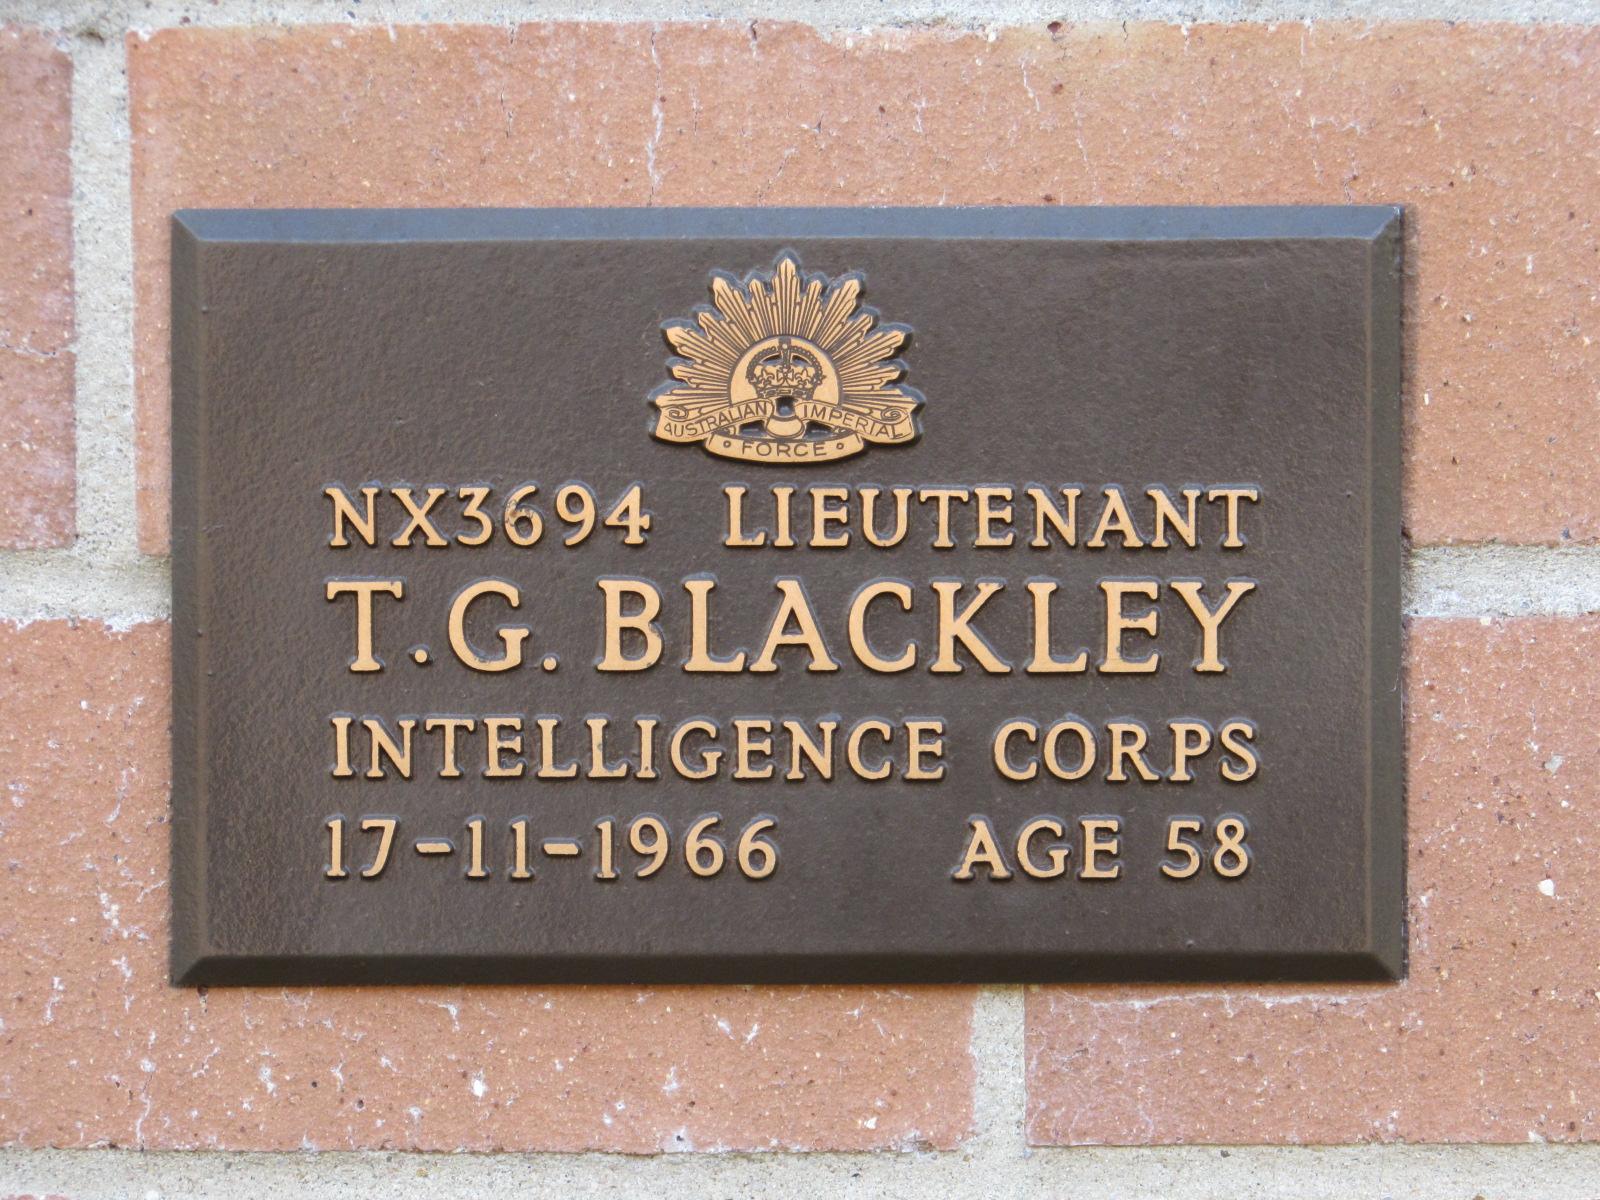 AUSTRALIAN IMPERIAL
FORCE
NX3694 LIEUTENANT
T.G. BLACKLEY
INTELLIGENCE CORPS
17-11-1966 AGE 58